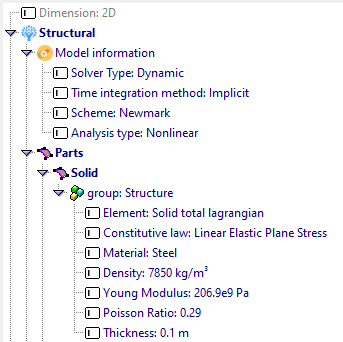 Dimension: 2D
Structural
Model information
Solver Type: Dynamic
Time integration method: Implicit
Scheme: Newmark
Analysis type: Nonlinear
Parts
Solid
group: Structure
Element: Solid total lagrangian
Constitutive law: Linear Elastic Plane Stress
Material: Steel
Density: 7850 kg/m³
Young Modulus: 206.9e9 Pa
Poisson Ratio: 0.29
Thickness: 0.1 m